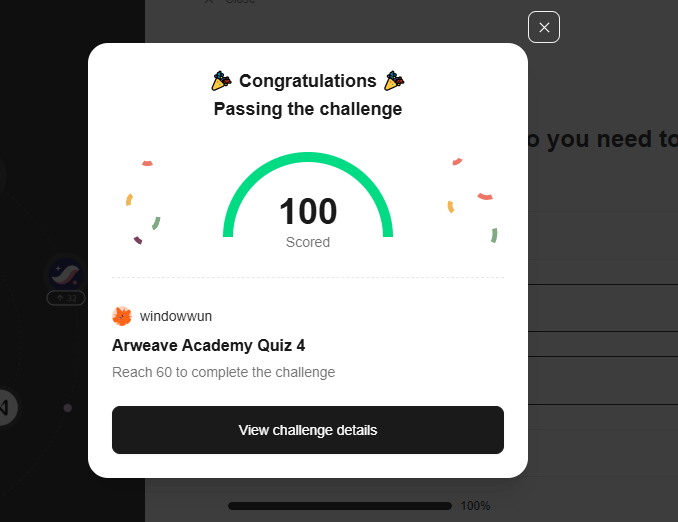 Close
Congratulations
Passing the challenge
o you need to
100
Scored
32
windowwun
Arweave Academy Quiz 4
Reach 60 to complete the challenge
View challenge details
100%